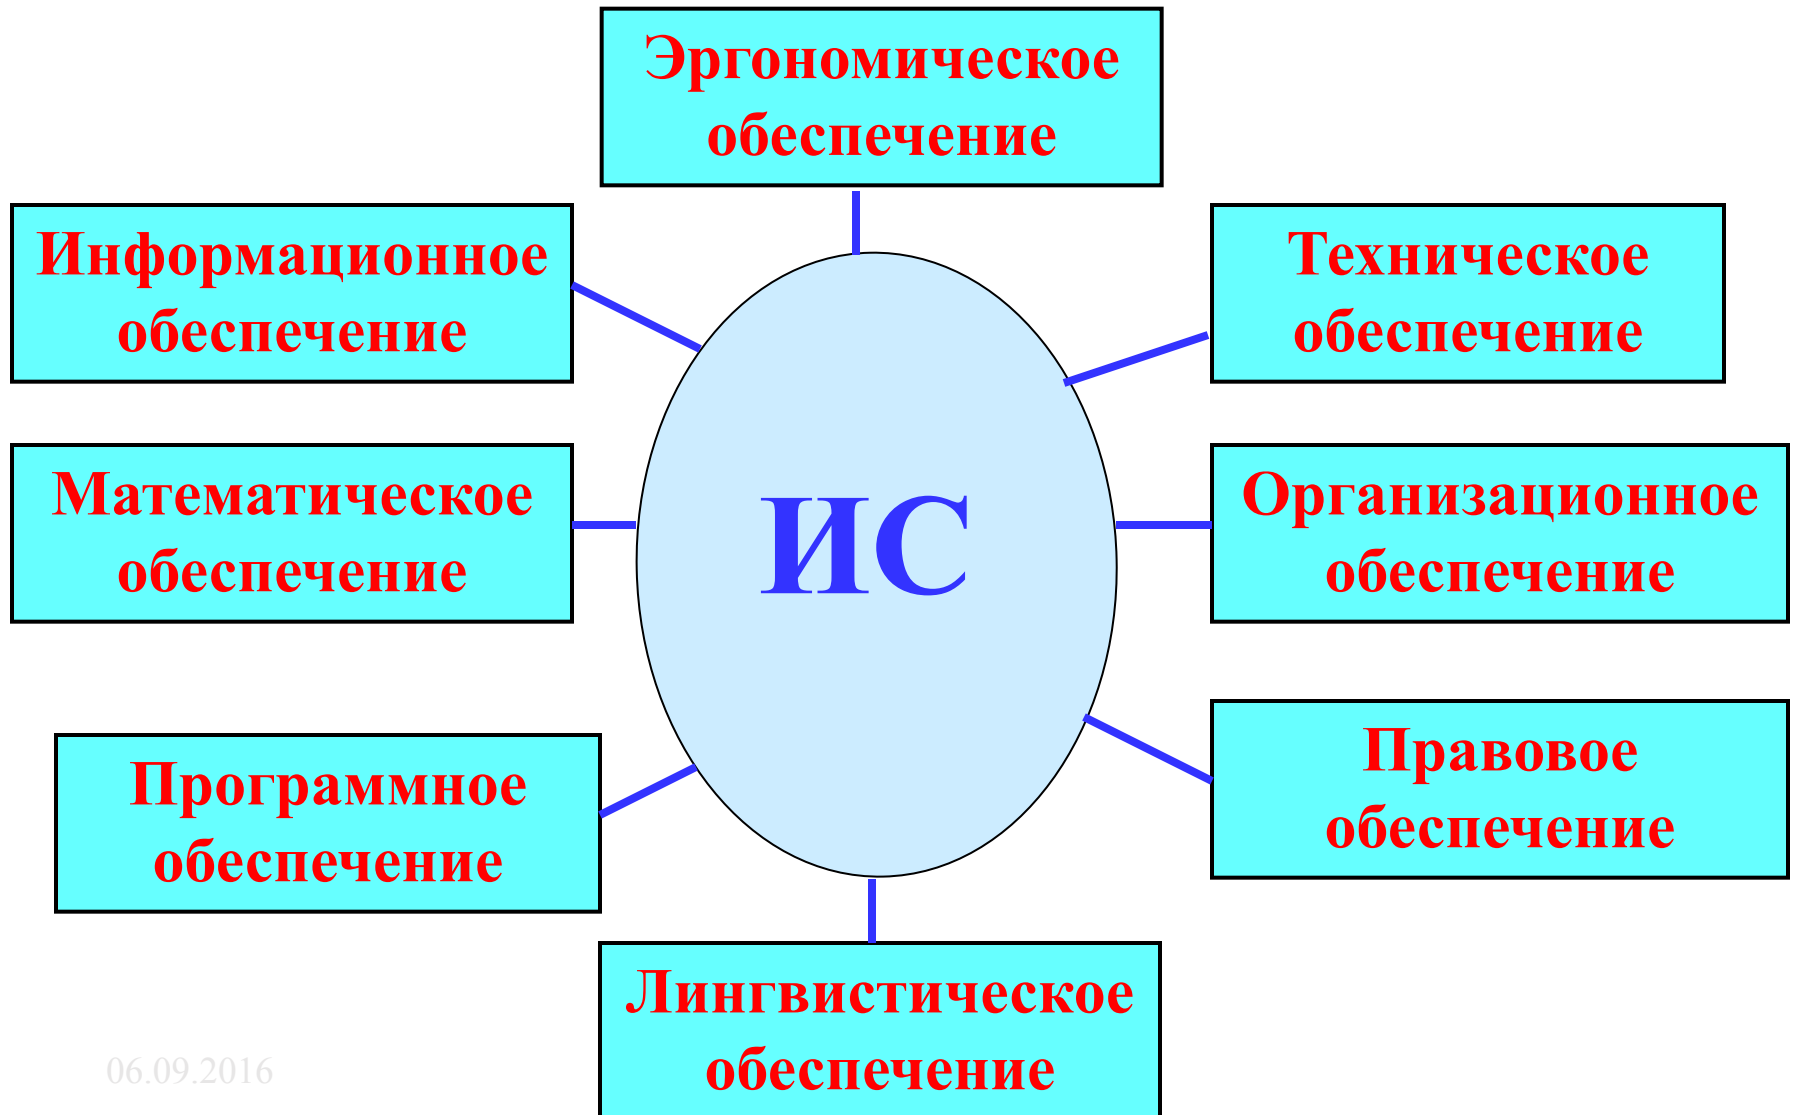 Эргономическое
обеспечение
Информационное
обеспечение
Техническое
обеспечение
Математическое
обеспечение
ИС
Организационное
обеспечение
Программное
обеспечение
Правовое
обеспечение
Лингвистическое
обеспечение
06.09.2016